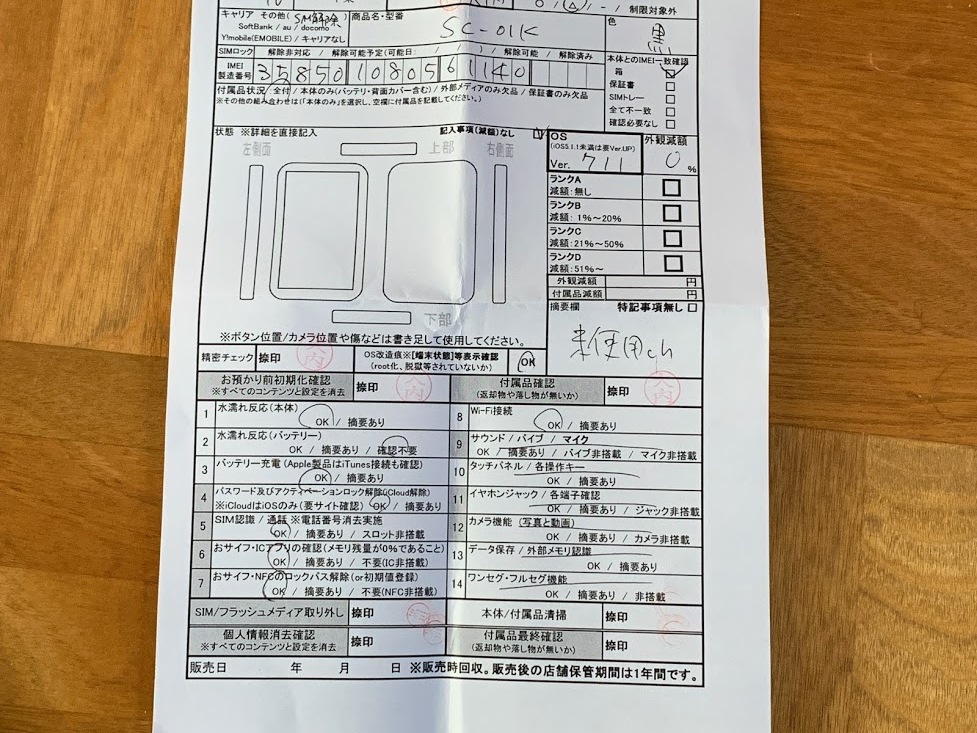 制限対象外
キャリア その他(SIM解除)
SoftBank / au / docomo
Y!mobile(EMOBILE) / キャリアなし
商品名・型番
SC-01K
色
黒
SIMロック 解除非対応 / 解除可能予定(可能日: / / ) / 解除可能 / 解除済み
IMEI
製造番号
358501080561140
本体とのIMEI一致確認
箱
保証書
SIMトレー
全て不一致
確認必要なし
付属品状況 / 全付 / 本体のみ(バッテリ・背面カバー含む) / 外部メディアのみ欠品 / 保証書のみ欠品
※その他の組み合わせは「本体のみ」を選択し、空欄に付属品を記載してください。
状態 ※詳細を直接記入
記入事項(減額)なし
左側面
上部
右側面
下部
※ボタン位置/カメラ位置や傷などは書き足して使用してください。
OS
(iOS5.1.1未満は要Ver.UP)
Ver. 711
外観減額
0 %
ランクA
減額:無し
ランクB
減額: 1%~20%
ランクC
減額:21%~50%
ランクD
減額:51%~
外観減額 円
付属品減額 円
摘要欄 特記事項無し
未使用ch
精密チェック 捺印
OS改造痕※[端末状態]等表示確認
(root化、脱獄等されていないか)
OK
お預かり前初期化確認
※すべてのコンテンツと設定を消去
捺印
付属品確認
(返却物や落し物が無いか)
捺印
1 水濡れ反応(本体)
OK / 摘要あり
2 水濡れ反応(バッテリー)
OK / 摘要あり / 確認不要
3 バッテリー充電(Apple製品はiTunes接続も確認)
OK / 摘要あり
4 パスワード及びアクティベーションロック解除(iCloud解除)
※iCloudはiOSのみ(要サイト確認) OK / 摘要あり
5 SIM認識 / 通話 ※電話番号消去実施
OK / 摘要あり / スロット非搭載
6 おサイフ・ICアプリの確認(メモリ残量が0%であること)
OK / 摘要あり / 不要(IC非搭載)
7 おサイフ・NFCのロックパス解除(or初期値登録)
OK / 摘要あり / 不要(NFC非搭載)
8 Wi-Fi接続
OK / 摘要あり
9 サウンド / バイブ / マイク
OK / 摘要あり / バイブ非搭載 / マイク非搭載
10 タッチパネル / 各操作キー
OK / 摘要あり
11 イヤホンジャック / 各端子確認
OK / 摘要あり / ジャック非搭載
12 カメラ機能 (写真と動画)
OK / 摘要あり / カメラ非搭載
13 データ保存 / 外部メモリ認識
OK / 摘要あり
14 ワンセグ・フルセグ機能
OK / 摘要あり / 非搭載
SIM/フラッシュメディア取り外し 捺印
本体/付属品清掃 捺印
個人情報消去確認
※すべてのコンテンツと設定を消去
捺印
付属品最終確認
(返却物や落し物が無いか)
捺印
販売日 年 月 日 ※販売時回収。販売後の店舗保管期間は1年間です。